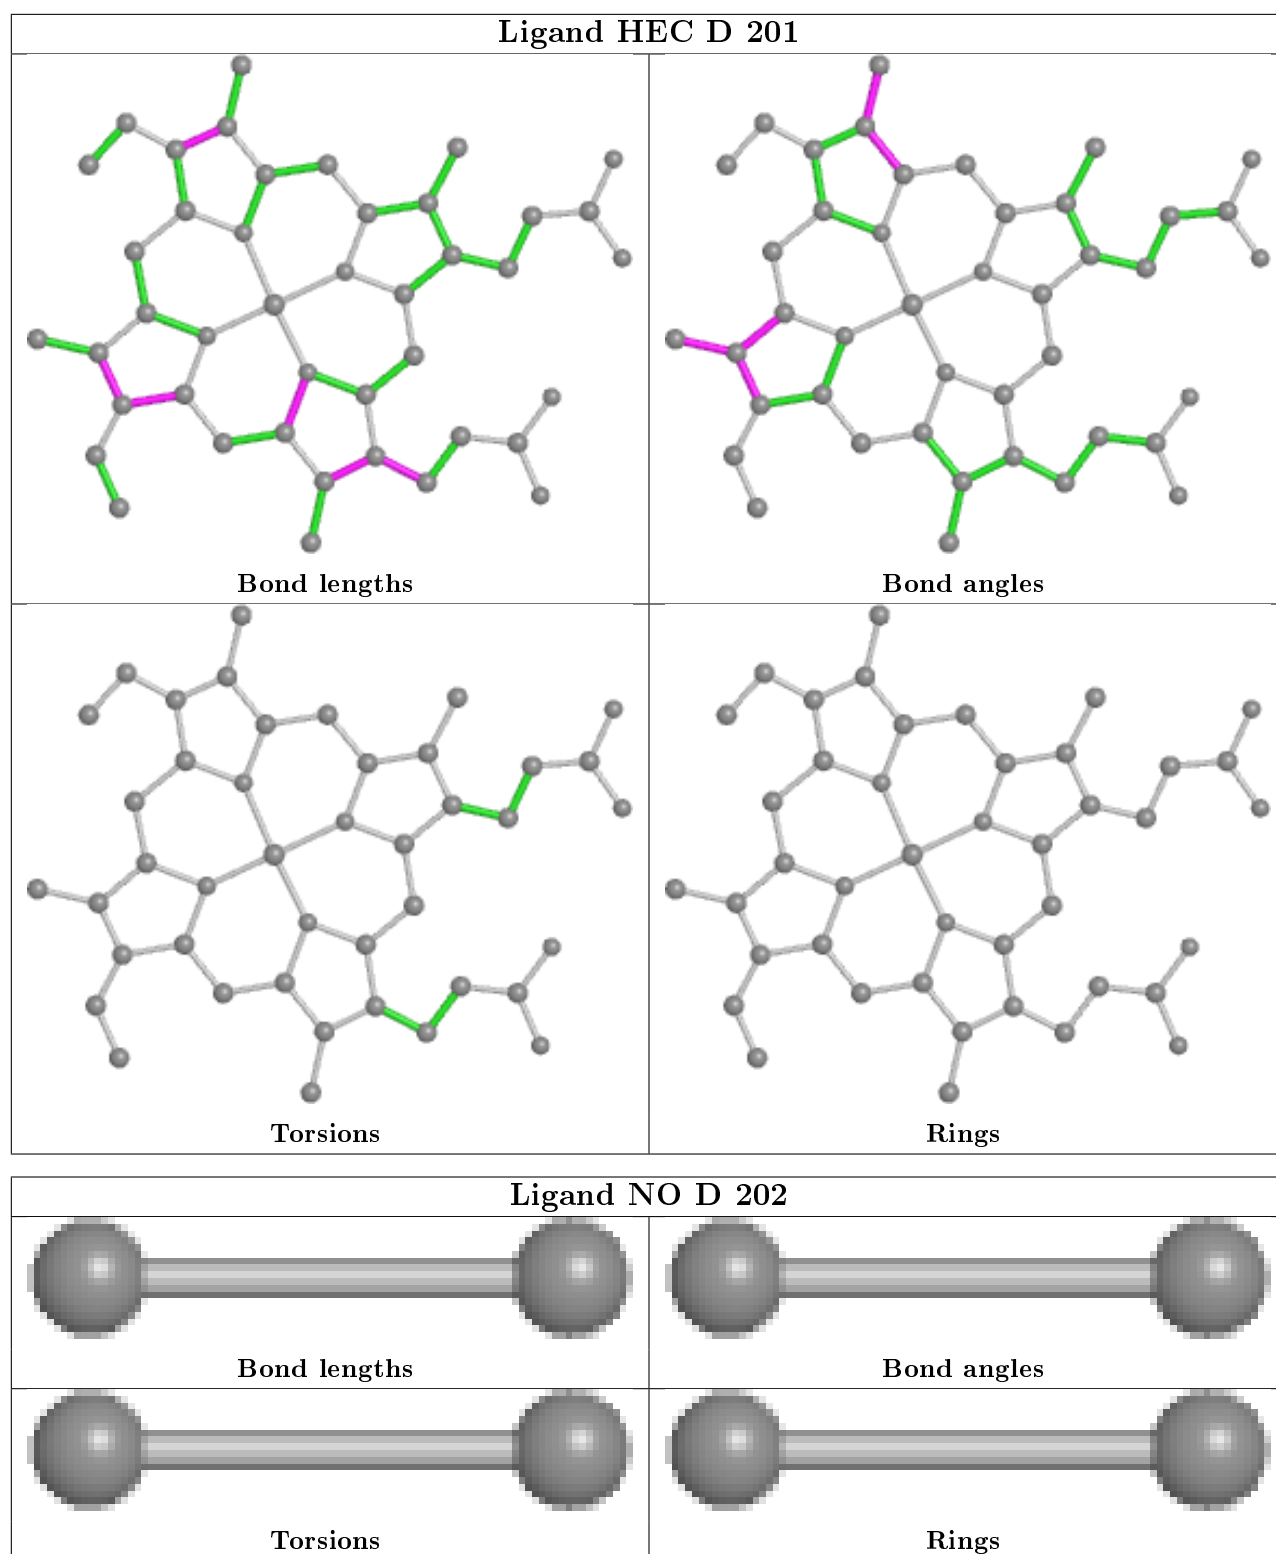 Ligand HEC D 201
Bond lengths
Bond angles
Torsions
Rings
Ligand NO D 202
Bond lengths
Bond angles
Torsions
Rings